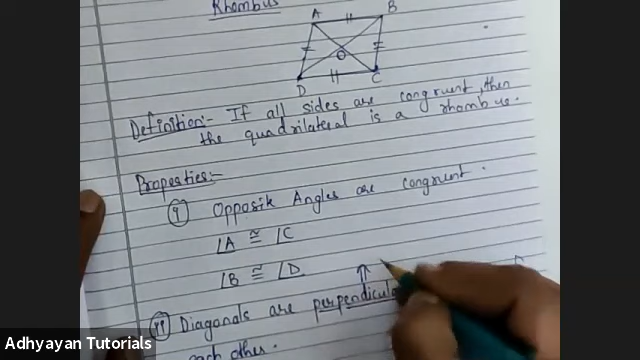 Rhombus
A B
O
D C
Definition:- If all sides are congruent, then
the quadrilateral is a rhombus.
Properties:-
(i) Opposite Angles are congruent.
∠A ≅ ∠C
∠B ≅ ∠D
(ii) Diagonals are perpendicula
each other.
Adhyayan Tutorials